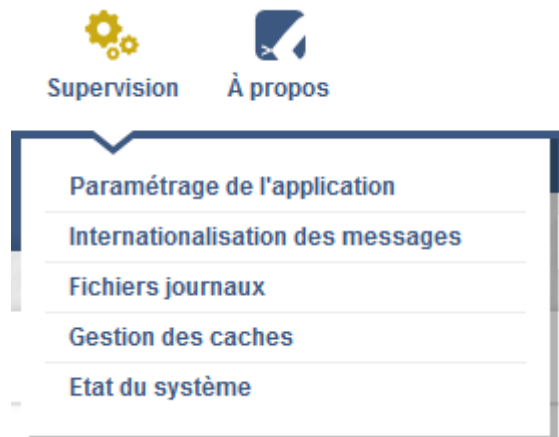 Supervision
À propos
Paramétrage de l'application
Internationalisation des messages
Fichiers journaux
Gestion des caches
Etat du système